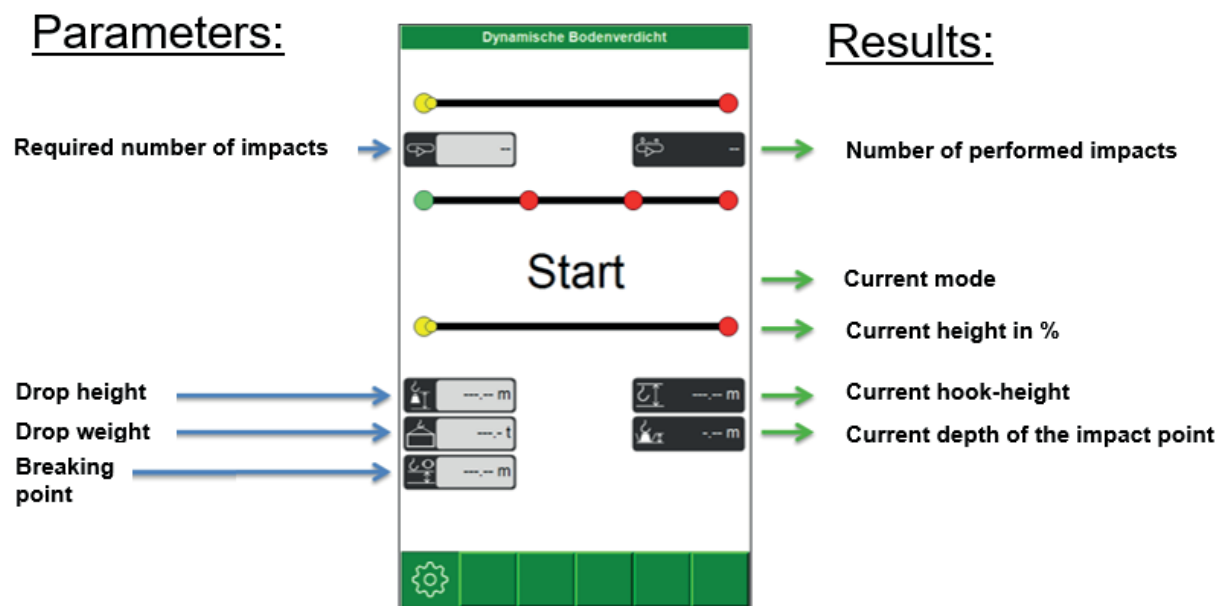 Parameters:
Dynamische Bodenverdicht
Results:
Required number of impacts
--
--
Number of performed impacts
Start
Current mode
Current height in %
Drop height
---.-- m
---.-- m
Current hook-height
Drop weight
---.- t
-.-- m
Current depth of the impact point
Breaking
point
---.-- m